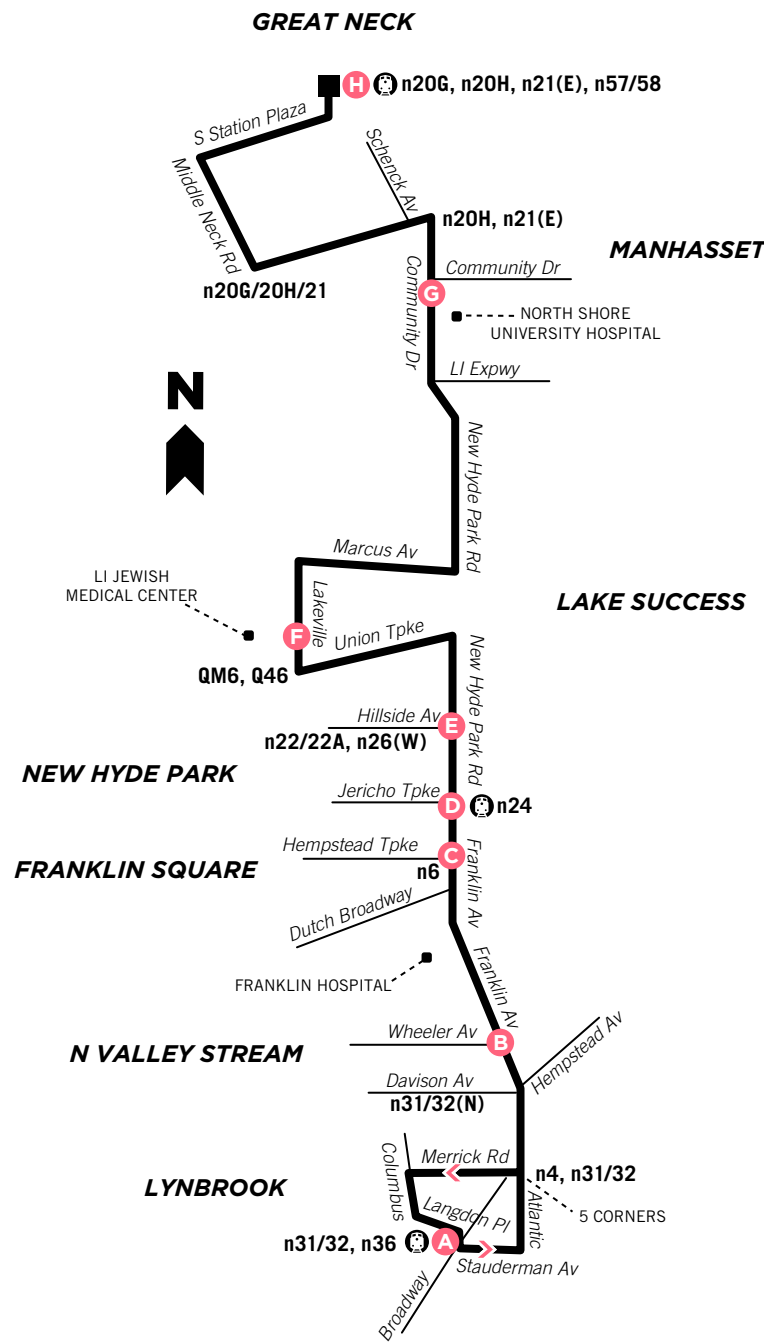 GREAT NECK
H n20G, n20H, n21(E), n57/58
S Station Plaza
Schenck Av
Middle Neck Rd
n20H, n21(E)
MANHASSET
n20G/20H/21
Community Dr
Community Dr
G
NORTH SHORE
UNIVERSITY HOSPITAL
LI Expwy
N
New Hyde Park Rd
Marcus Av
LI JEWISH
MEDICAL CENTER
Lakeville
LAKE SUCCESS
F
Union Tpke
QM6, Q46
New Hyde Park Rd
Hillside Av
E
n22/22A, n26(W)
NEW HYDE PARK
Jericho Tpke
D n24
Hempstead Tpke
C
n6
FRANKLIN SQUARE
Franklin Av
Dutch Broadway
FRANKLIN HOSPITAL
Franklin Av
Wheeler Av
B
N VALLEY STREAM
Hempstead Av
Davison Av
n31/32(N)
Merrick Rd
n4, n31/32
Columbus
LYNBROOK
Langdon Pl
Atlantic
5 CORNERS
n31/32, n36 A
Stauderman Av
Broadway